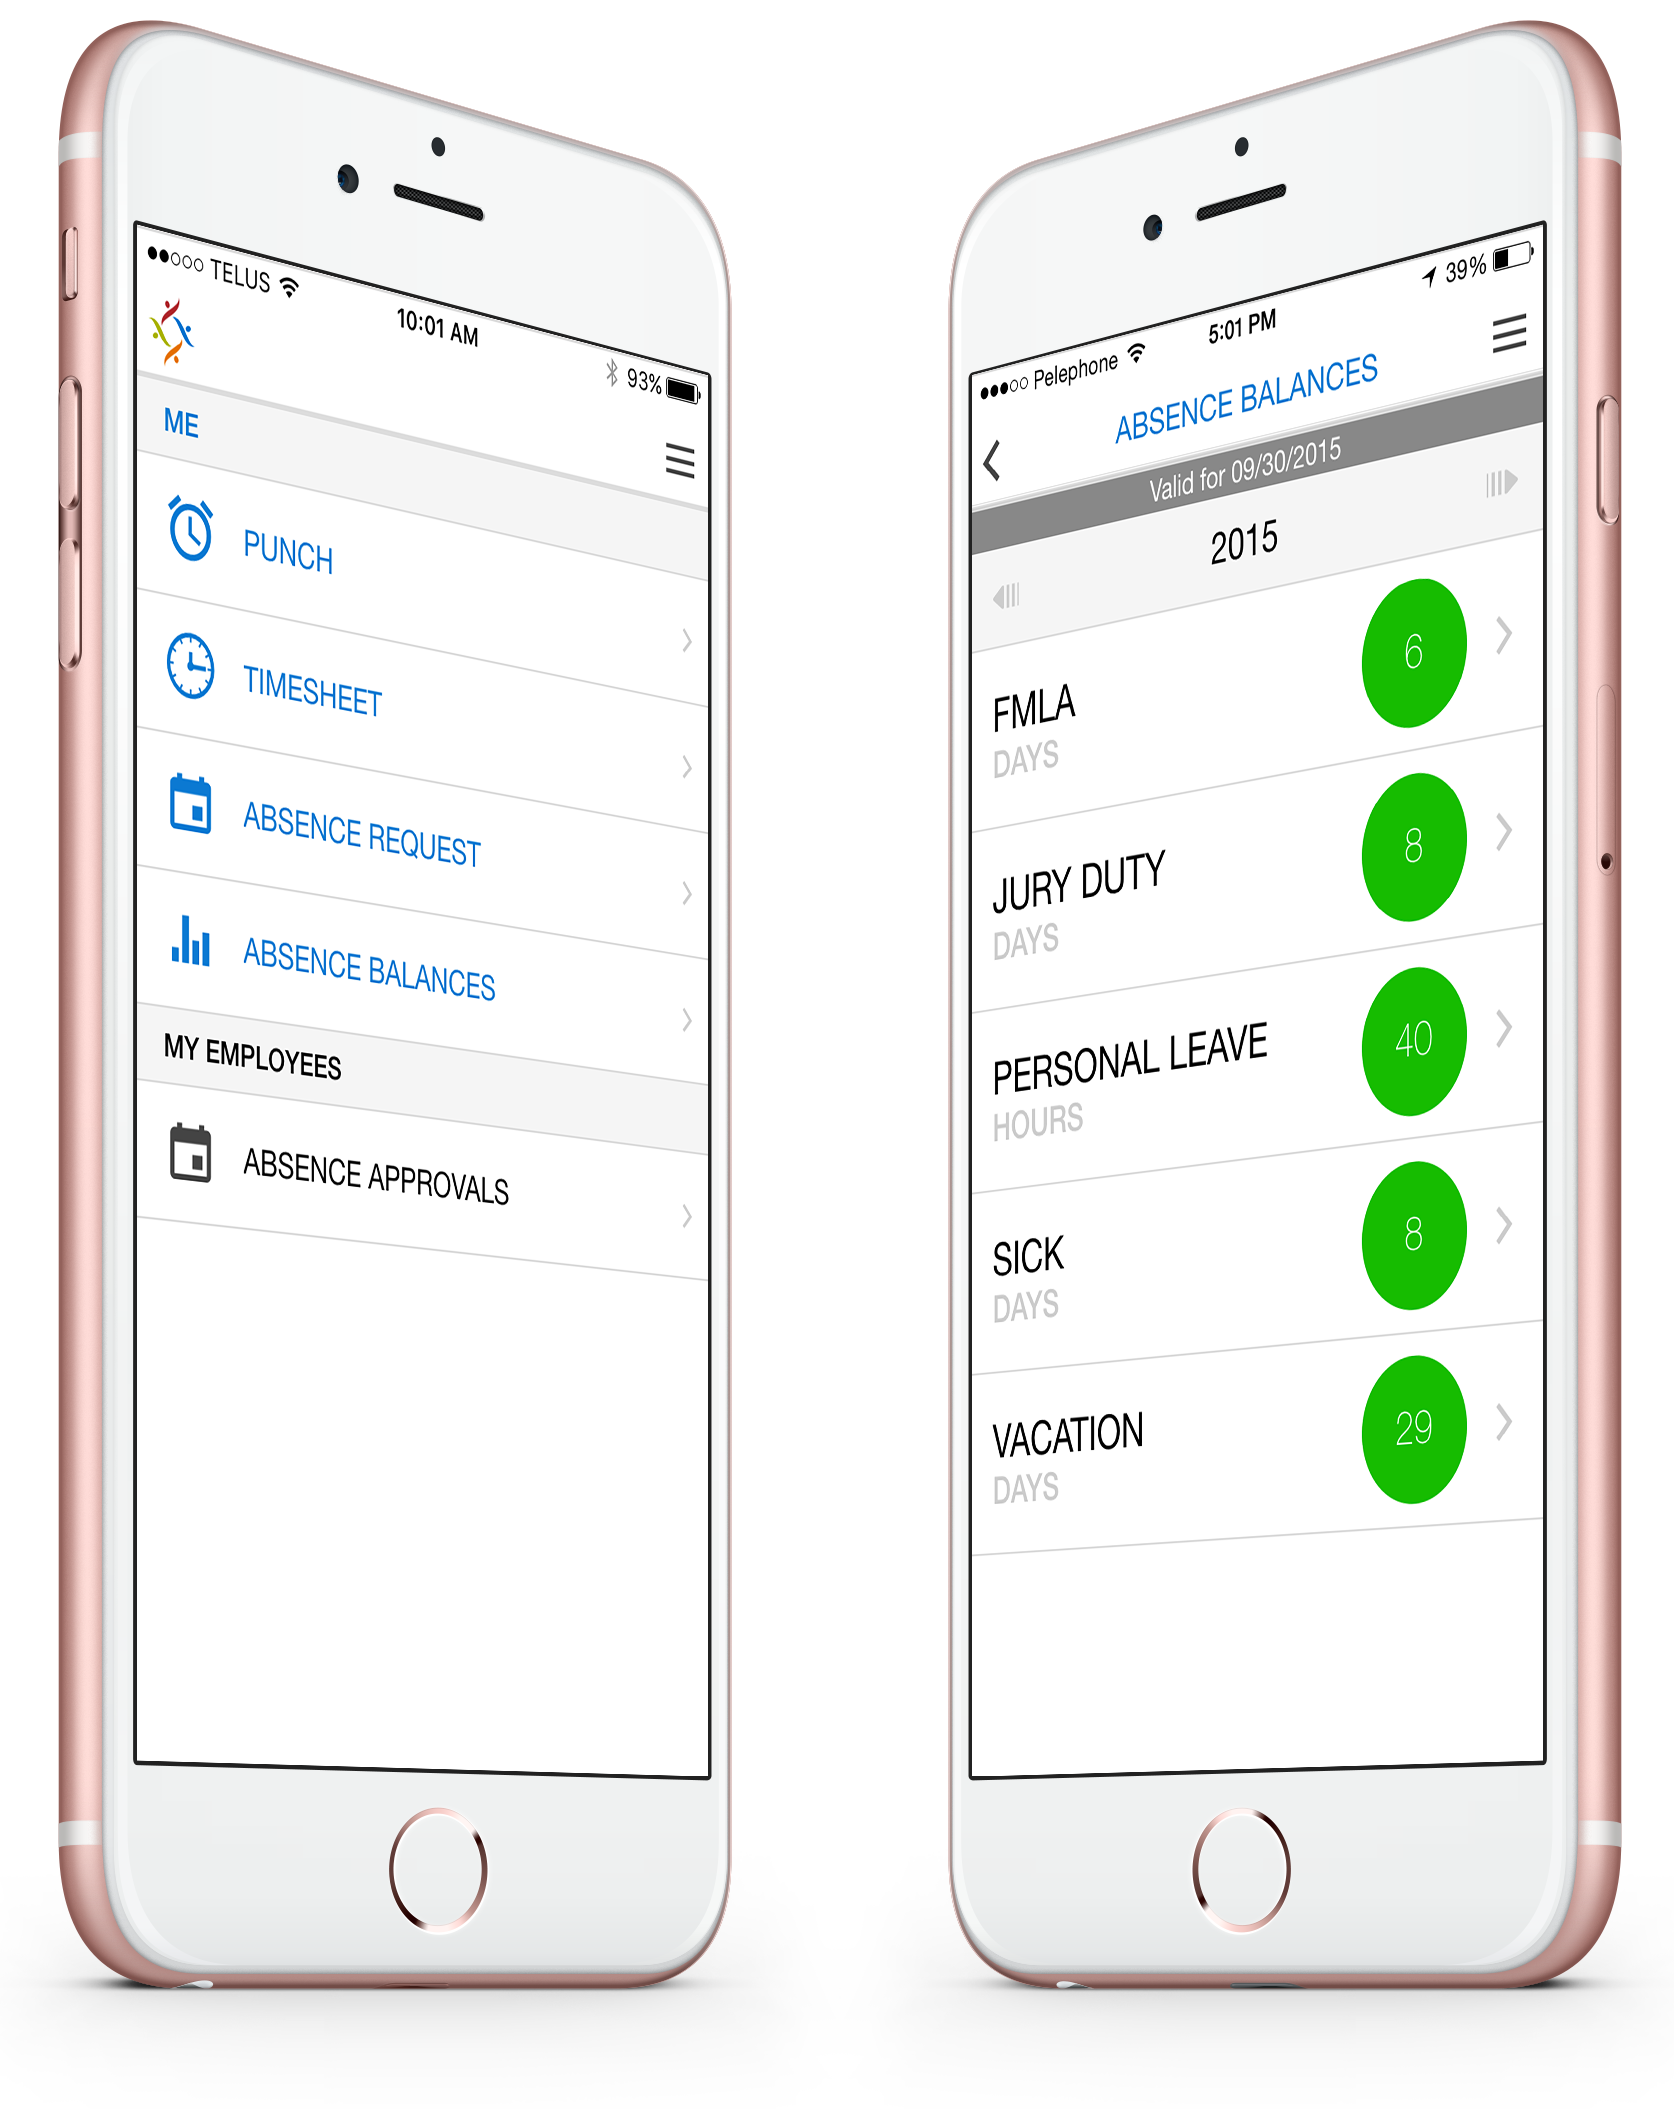 TELUS
10:01 AM
93%
ME
PUNCH
TIMESHEET
ABSENCE REQUEST
ABSENCE BALANCES
MY EMPLOYEES
ABSENCE APPROVALS
Pelephone
5:01 PM
39%
ABSENCE BALANCES
Valid for 09/30/2015
2015
FMLA
DAYS
6
JURY DUTY
DAYS
8
PERSONAL LEAVE
HOURS
40
SICK
DAYS
8
VACATION
DAYS
29